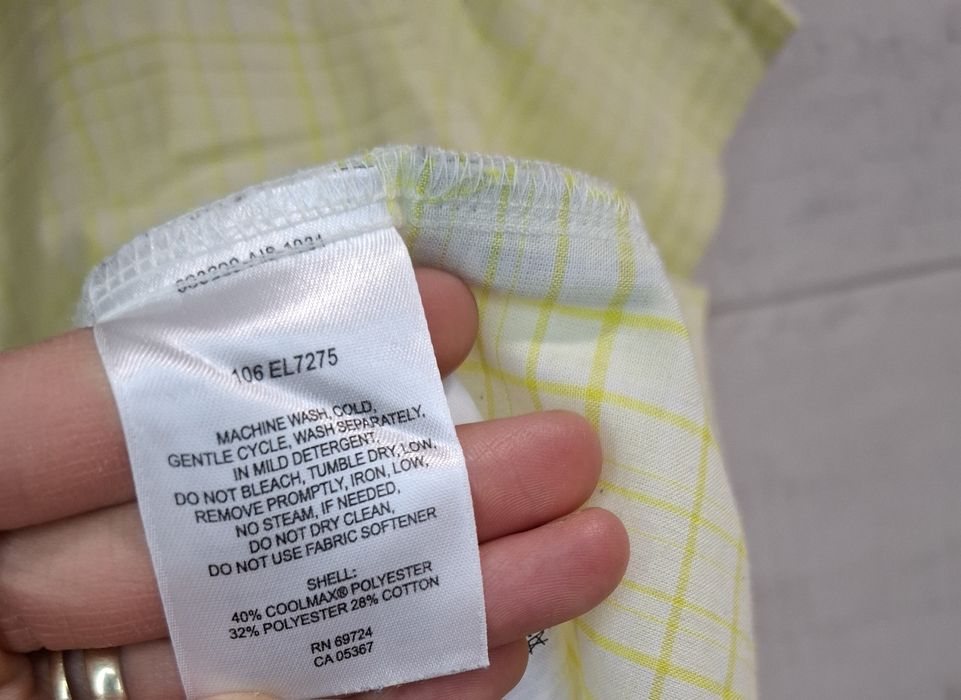 106 EL7275
MACHINE WASH, COLD,
GENTLE CYCLE, WASH SEPARATELY,
IN MILD DETERGENT,
DO NOT BLEACH, TUMBLE DRY, LOW,
REMOVE PROMPTLY, IRON, LOW,
NO STEAM, IF NEEDED,
DO NOT DRY CLEAN,
DO NOT USE FABRIC SOFTENER
SHELL:
40% COOLMAX® POLYESTER
32% POLYESTER 28% COTTON
RN 69724
CA 05367